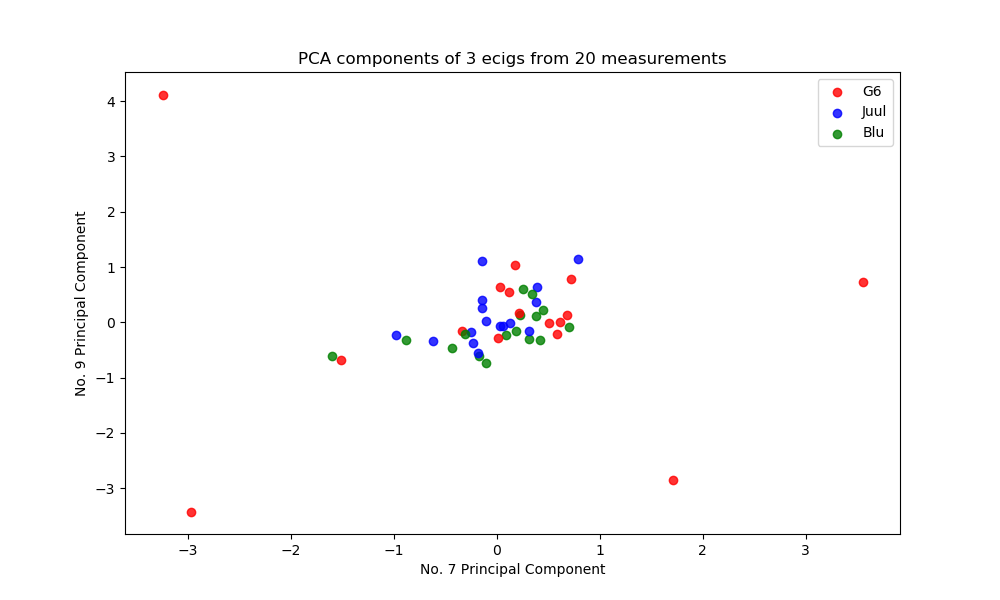 PCA components of 3 ecigs from 20 measurements
G6
Juul
Blu
4
3
2
1
0
−1
−2
−3
No. 9 Principal Component
−3
−2
−1
0
1
2
3
No. 7 Principal Component